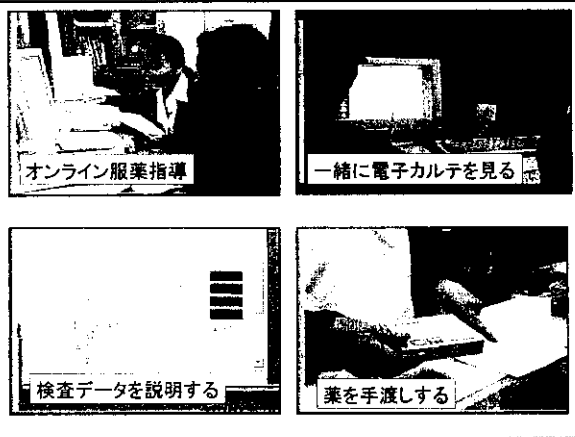 オンライン服薬指導
一緒に電子カルテを見る
検査データを説明する
薬を手渡しする